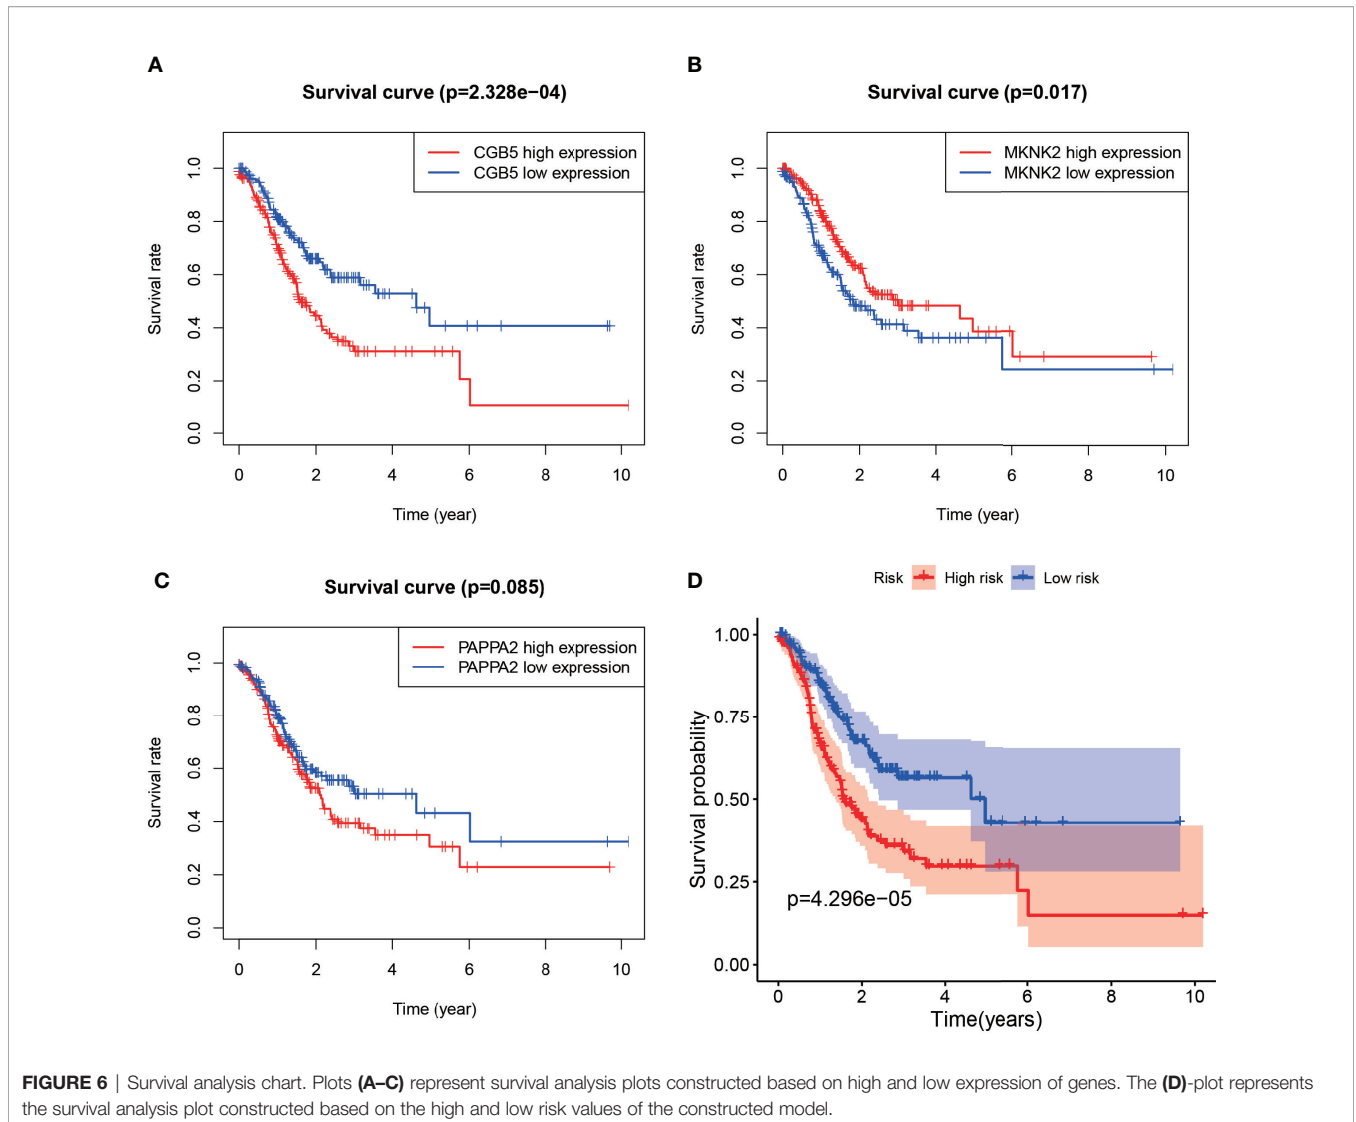 A
Survival curve (p=2.328e−04)
CGB5 high expression
CGB5 low expression
Survival rate
1.0
0.8
0.6
0.4
0.2
0.0
0 2 4 6 8 10
Time (year)
B
Survival curve (p=0.017)
MKNK2 high expression
MKNK2 low expression
Survival rate
1.0
0.8
0.6
0.4
0.2
0.0
0 2 4 6 8 10
Time (year)
C
Survival curve (p=0.085)
PAPPA2 high expression
PAPPA2 low expression
Survival rate
1.0
0.8
0.6
0.4
0.2
0.0
0 2 4 6 8 10
Time (year)
D
Risk High risk Low risk
Survival probability
1.00
0.75
0.50
0.25
0.00
p=4.296e−05
0 2 4 6 8 10
Time(years)
FIGURE 6 | Survival analysis chart. Plots (A–C) represent survival analysis plots constructed based on high and low expression of genes. The (D)-plot represents
the survival analysis plot constructed based on the high and low risk values of the constructed model.